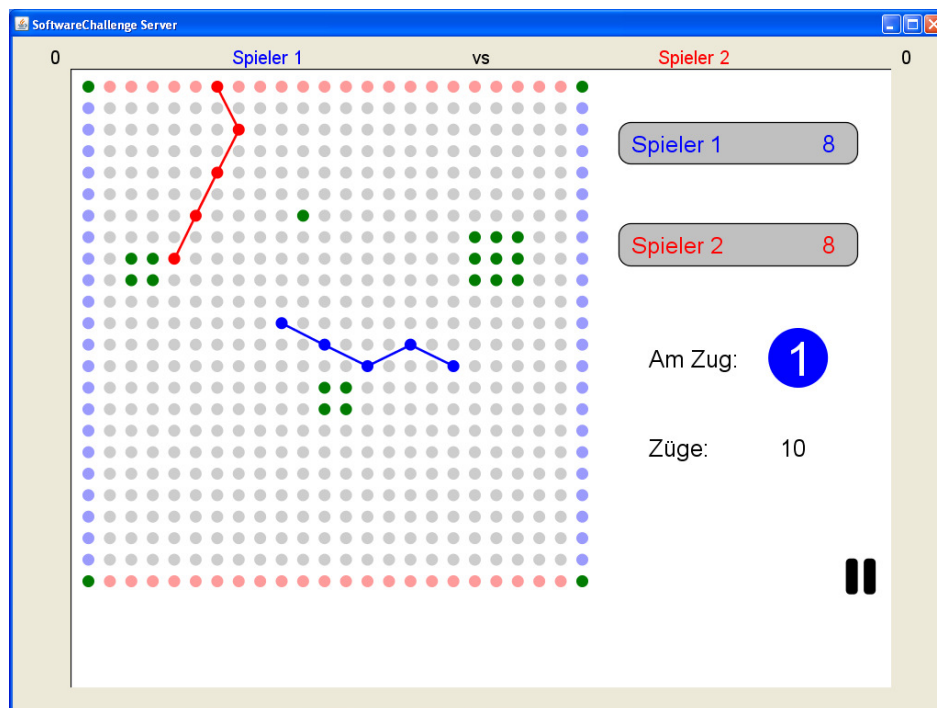 SoftwareChallenge Server
0 Spieler 1 vs Spieler 2 0
Spieler 1 8
Spieler 2 8
Am Zug: 1
Züge: 10